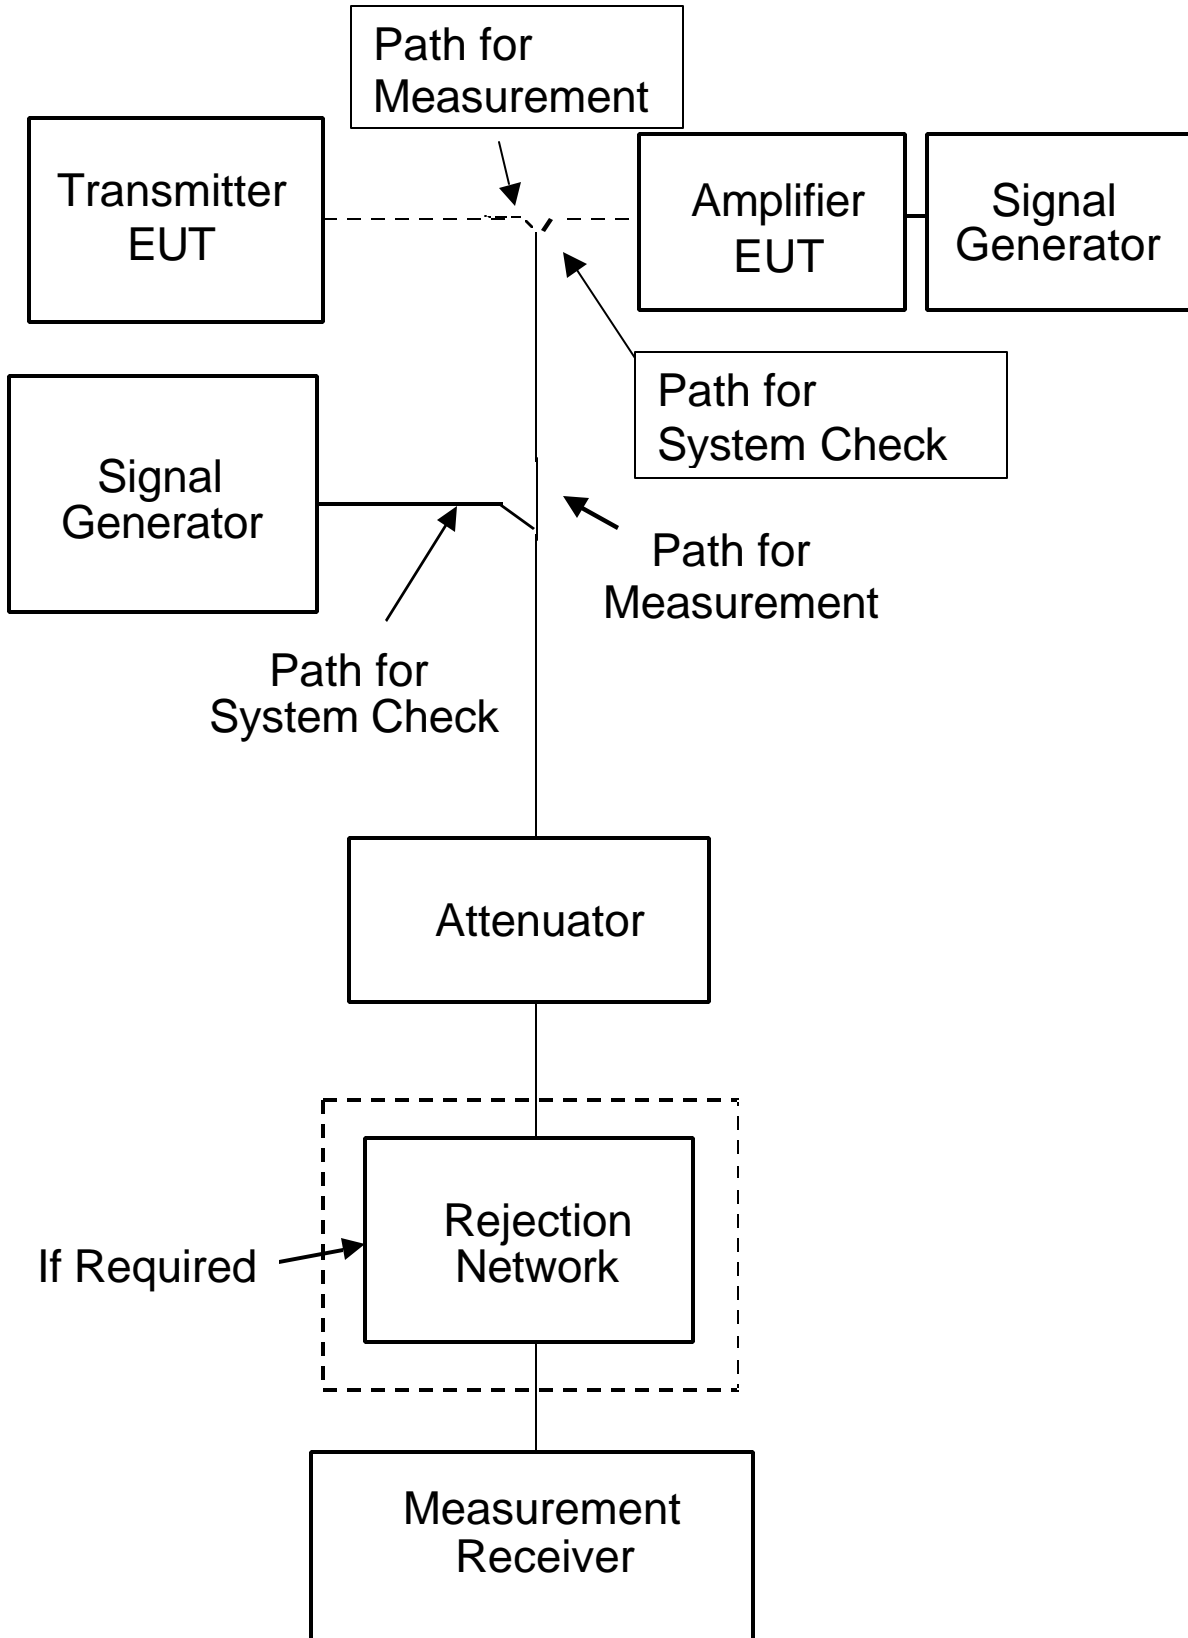 Path for
Measurement
Transmitter
EUT
Amplifier
EUT
Signal
Generator
Path for
System Check
Signal
Generator
Path for
Measurement
Path for
System Check
Attenuator
Rejection
Network
If Required
Measurement
Receiver